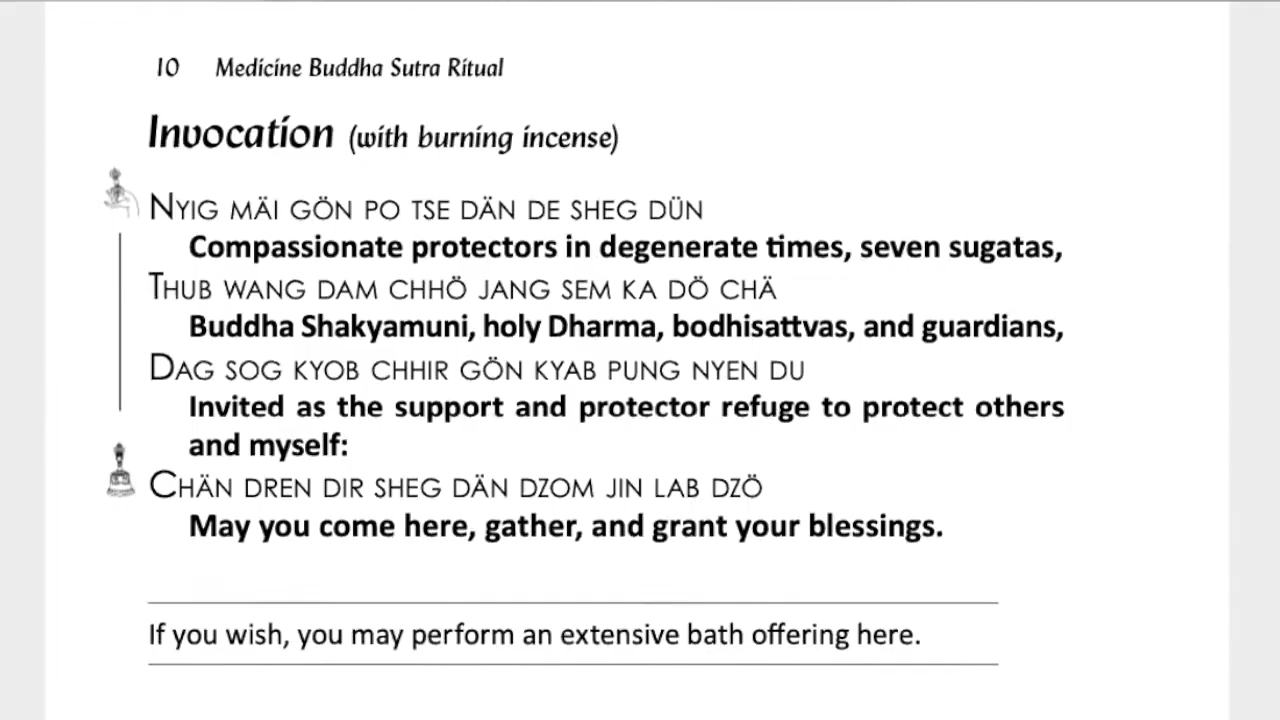 10 Medicine Buddha Sutra Ritual
Invocation (with burning incense)
NYIG MÄI GÖN PO TSE DÄN DE SHEG DÜN
Compassionate protectors in degenerate times, seven sugatas,
THUB WANG DAM CHHÖ JANG SEM KA DÖ CHÄ
Buddha Shakyamuni, holy Dharma, bodhisattvas, and guardians,
DAG SOG KYOB CHHIR GÖN KYAB PUNG NYEN DU
Invited as the support and protector refuge to protect others
and myself:
CHÄN DREN DIR SHEG DÄN DZOM JIN LAB DZÖ
May you come here, gather, and grant your blessings.
If you wish, you may perform an extensive bath offering here.